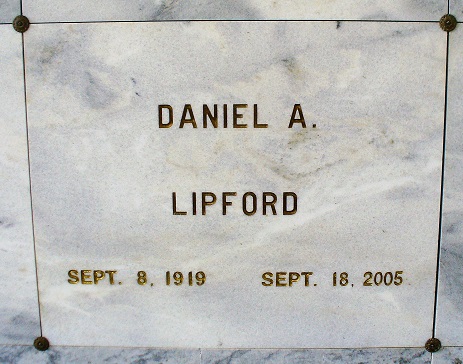 DANIEL A.
LIPFORD
SEPT. 8, 1919 SEPT. 18, 2005